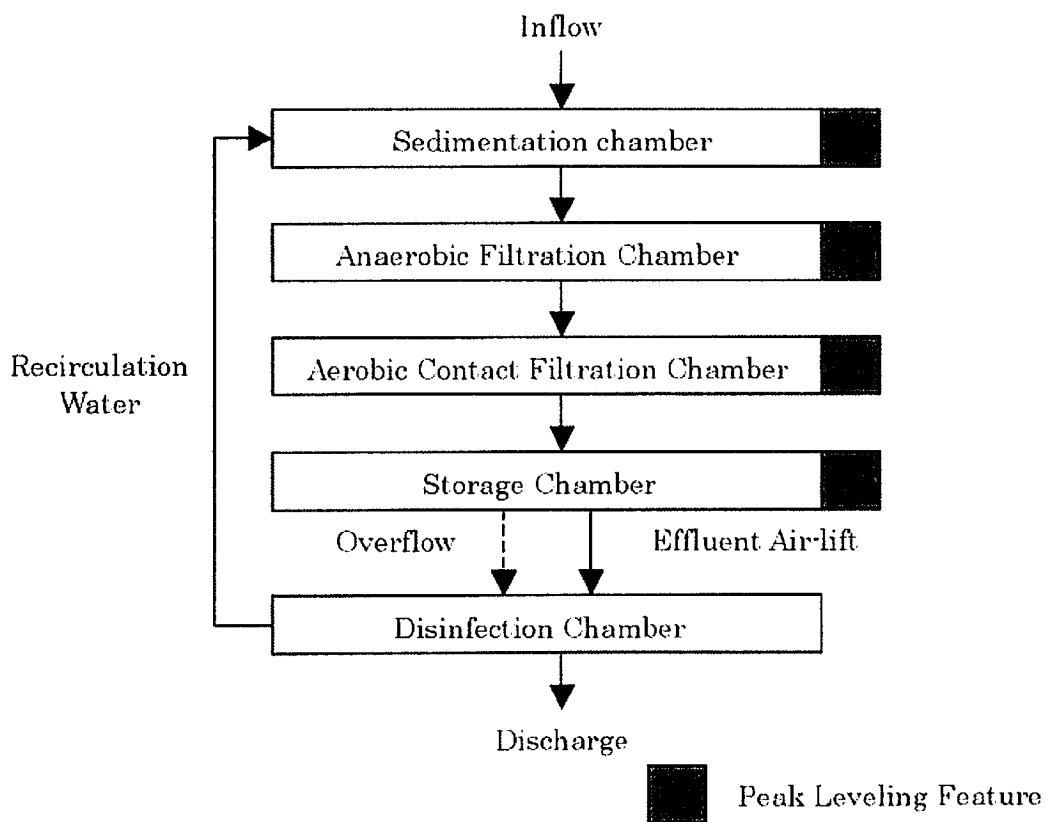 Inflow
Sedimentation chamber
Anaerobic Filtration Chamber
Aerobic Contact Filtration Chamber
Recirculation
Water
Storage Chamber
Overflow
Effluent Air-lift
Disinfection Chamber
Discharge
Peak Leveling Feature